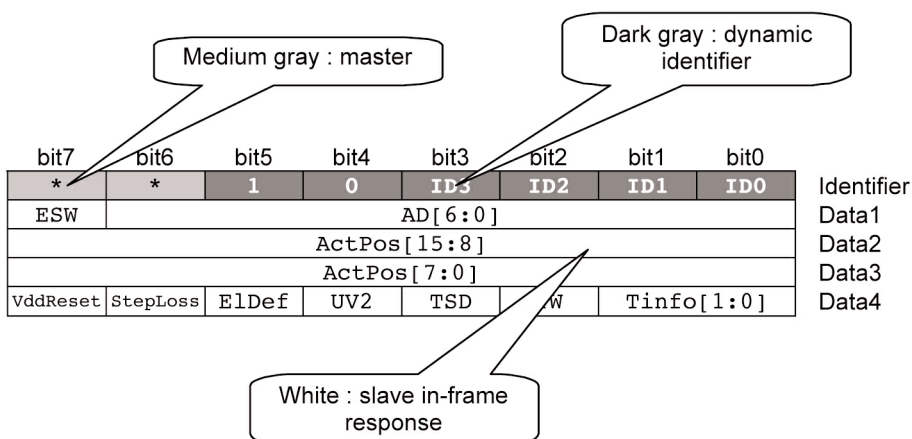 Medium gray : master
Dark gray : dynamic
identifier
bit7 bit6 bit5 bit4 bit3 bit2 bit1 bit0
* * 1 0 ID3 ID2 ID1 ID0 Identifier
ESW AD[6:0] Data1
ActPos[15:8] Data2
ActPos[7:0] Data3
VddReset StepLoss ElDef UV2 TSD Tinfo[1:0] Data4
White : slave in-frame
response